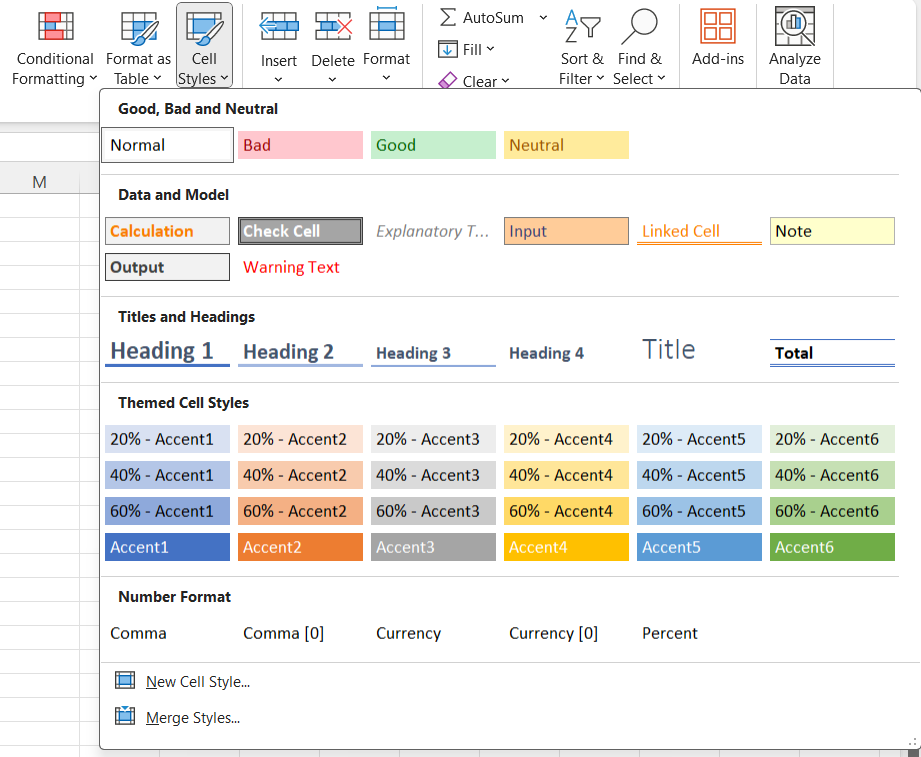 Conditional Formatting
Format as Table
Cell Styles
Insert
Delete
Format
AutoSum
Fill
Clear
Sort & Filter
Find & Select
Add-ins
Analyze Data
M
Good, Bad and Neutral
Normal Bad Good Neutral
Data and Model
Calculation Check Cell Explanatory T... Input Linked Cell Note
Output Warning Text
Titles and Headings
Heading 1 Heading 2 Heading 3 Heading 4 Title Total
Themed Cell Styles
20% - Accent1 20% - Accent2 20% - Accent3 20% - Accent4 20% - Accent5 20% - Accent6
40% - Accent1 40% - Accent2 40% - Accent3 40% - Accent4 40% - Accent5 40% - Accent6
60% - Accent1 60% - Accent2 60% - Accent3 60% - Accent4 60% - Accent5 60% - Accent6
Accent1 Accent2 Accent3 Accent4 Accent5 Accent6
Number Format
Comma Comma [0] Currency Currency [0] Percent
New Cell Style...
Merge Styles...